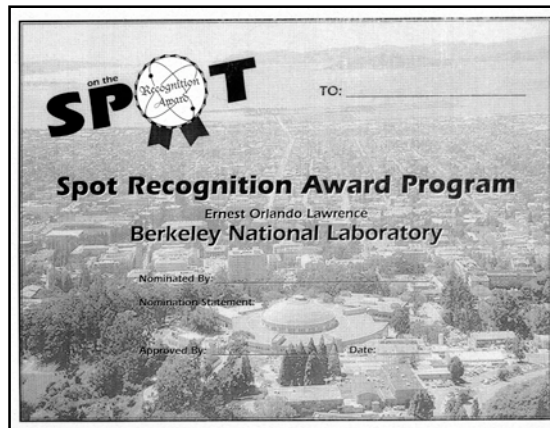 on the
SPOT
Recognition
Award
TO:
Spot Recognition Award Program
Ernest Orlando Lawrence
Berkeley National Laboratory
Nominated By:
Nomination Statement:
Approved By: Date: